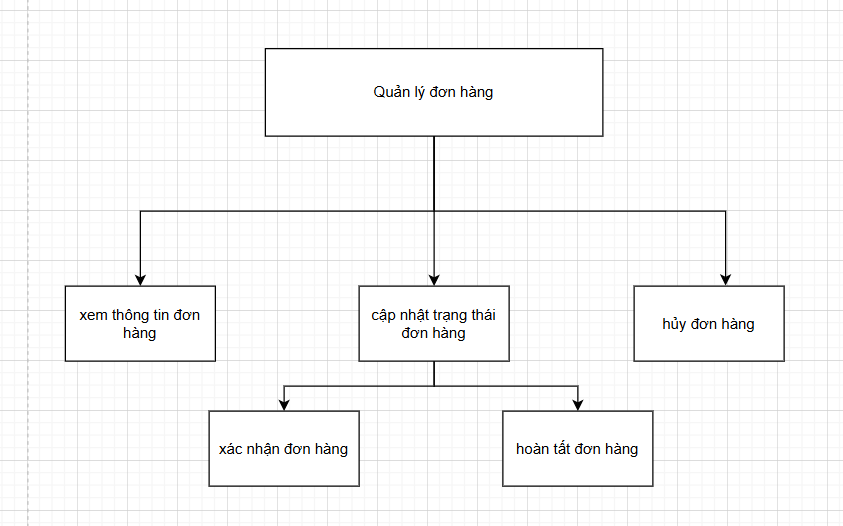 Quản lý đơn hàng
xem thông tin đơn
hàng
cập nhật trạng thái
đơn hàng
hủy đơn hàng
xác nhận đơn hàng
hoàn tất đơn hàng